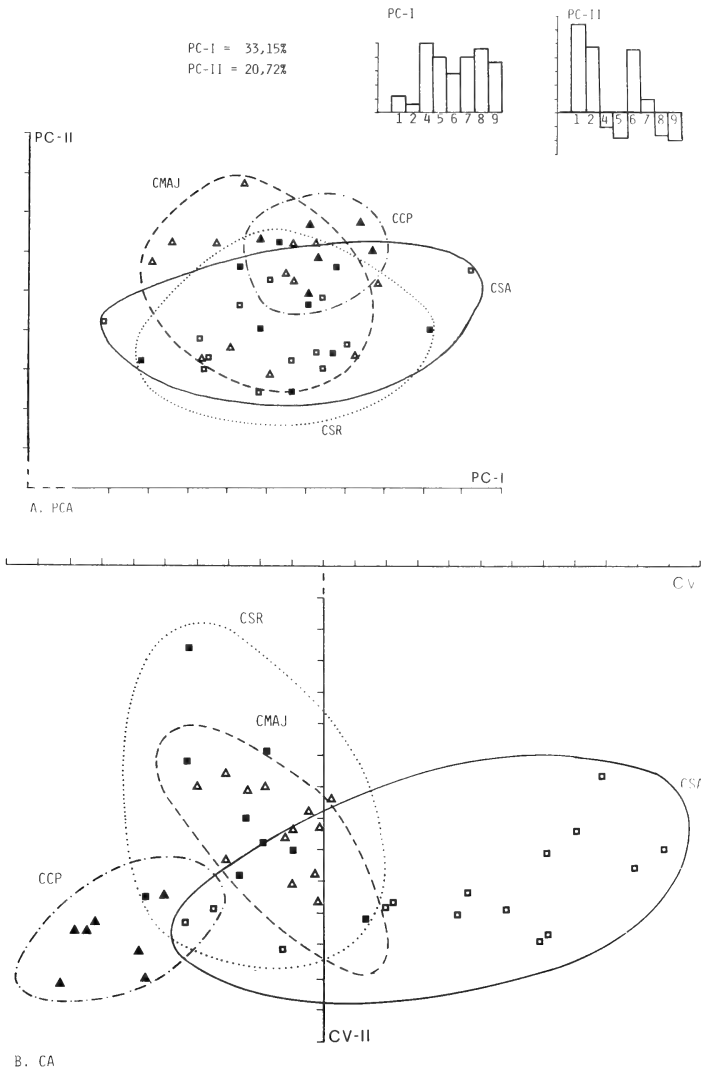 PC-I
PC-II
PC-I = 33,15%
PC-II = 20,72%
1 2 4 5 6 7 8 9
1 2 4 5 6 7 8 9
PC-II
CMAJ
CCP
CSA
CSR
PC-I
A. PCA
CV
CSR
CMAJ
CSA
CCP
CV-II
B. CA